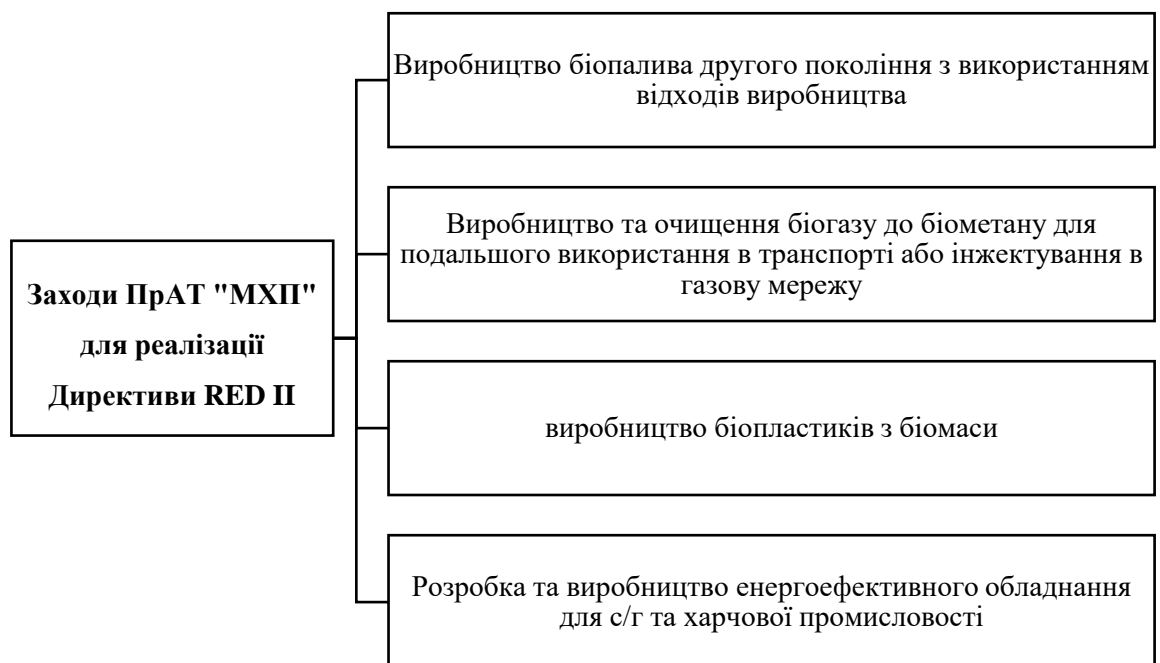 Заходи ПрАТ "МХП"
для реалізації
Директиви RED II
Виробництво біопалива другого покоління з використанням
відходів виробництва
Виробництво та очищення біогазу до біометану для
подальшого використання в транспорті або інжектування в
газову мережу
виробництво біопластиків з біомаси
Розробка та виробництво енергоефективного обладнання
для с/г та харчової промисловості